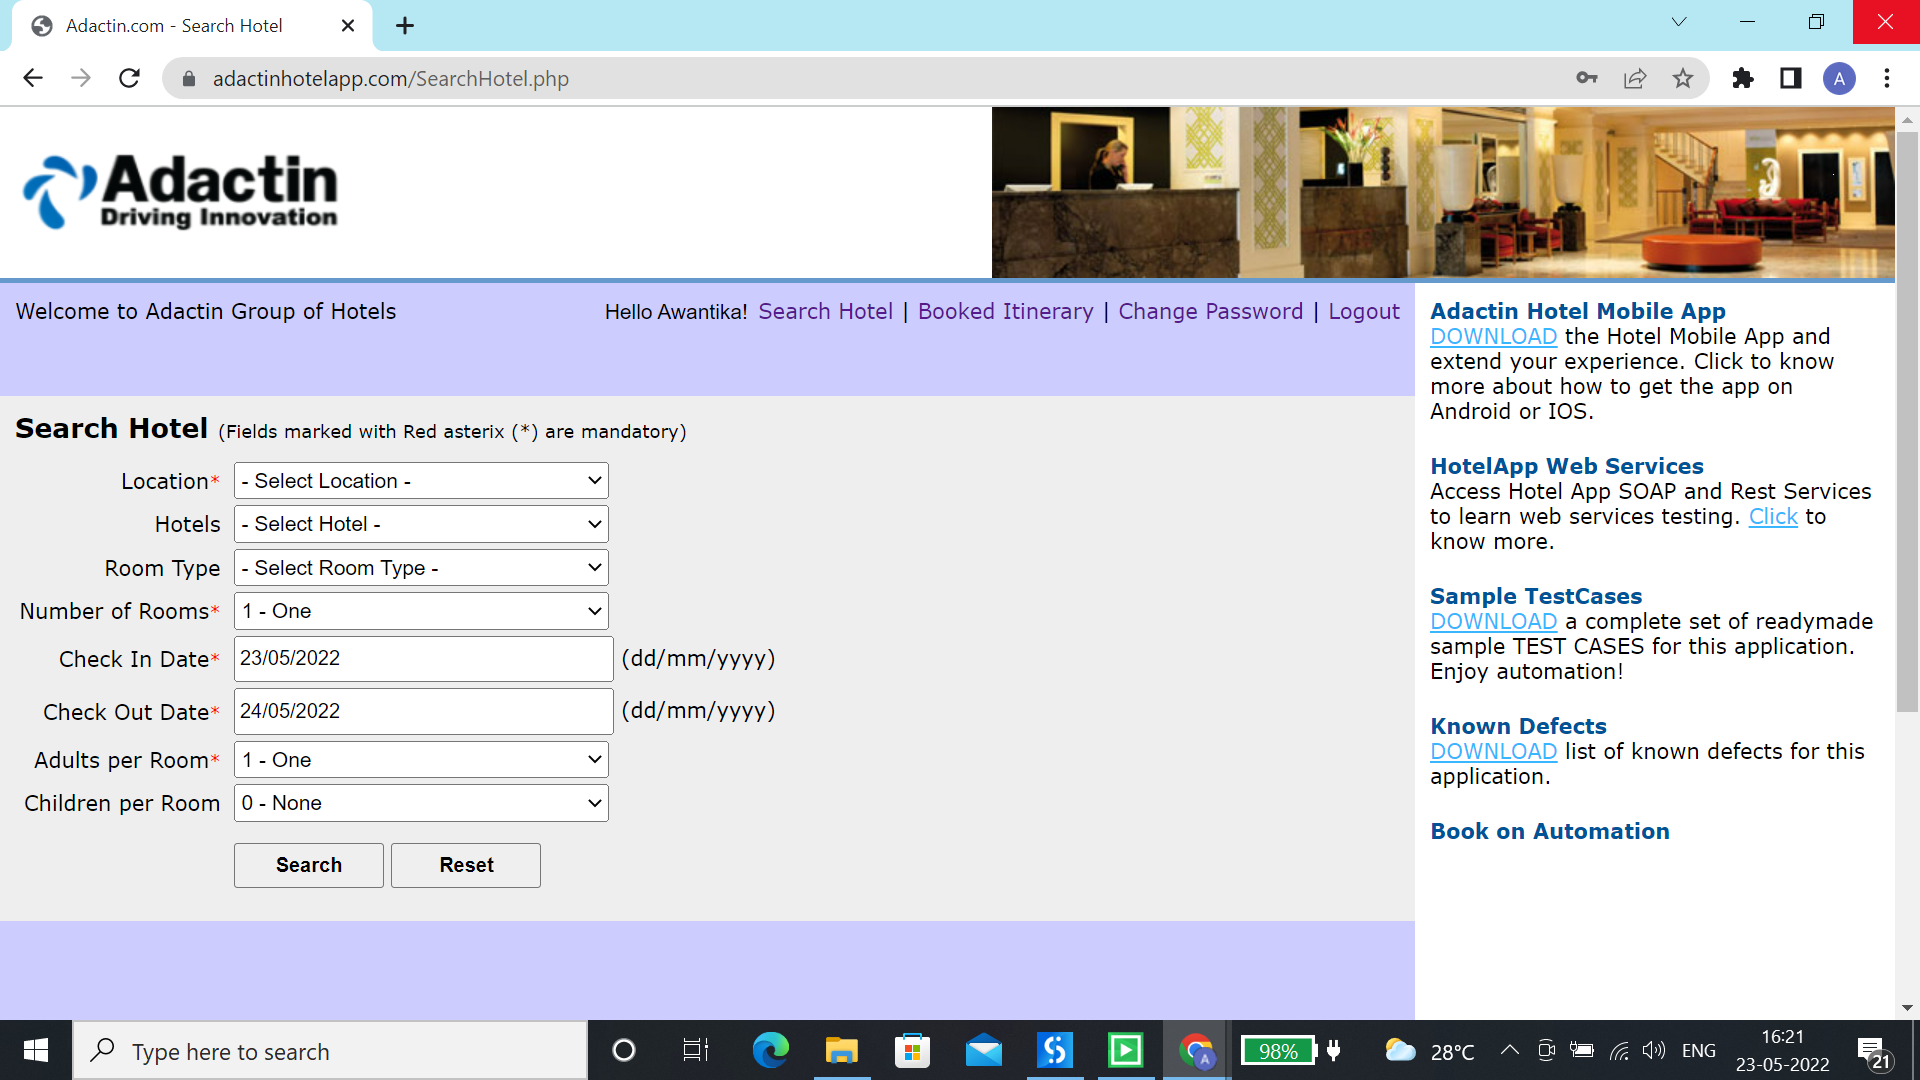 Adactin.com - Search Hotel
adactinhotelapp.com/SearchHotel.php
A
Adactin
Driving Innovation
Welcome to Adactin Group of Hotels
Hello Awantika! Search Hotel | Booked Itinerary | Change Password | Logout
Search Hotel (Fields marked with Red asterix (*) are mandatory)
Location* - Select Location -
Hotels - Select Hotel -
Room Type - Select Room Type -
Number of Rooms* 1 - One
Check In Date* 23/05/2022 (dd/mm/yyyy)
Check Out Date* 24/05/2022 (dd/mm/yyyy)
Adults per Room* 1 - One
Children per Room 0 - None
Search Reset
Adactin Hotel Mobile App
DOWNLOAD the Hotel Mobile App and
extend your experience. Click to know
more about how to get the app on
Android or IOS.
HotelApp Web Services
Access Hotel App SOAP and Rest Services
to learn web services testing. Click to
know more.
Sample TestCases
DOWNLOAD a complete set of readymade
sample TEST CASES for this application.
Enjoy automation!
Known Defects
DOWNLOAD list of known defects for this
application.
Book on Automation
Type here to search
A
98%
28°C
ENG
16:21
23-05-2022
21